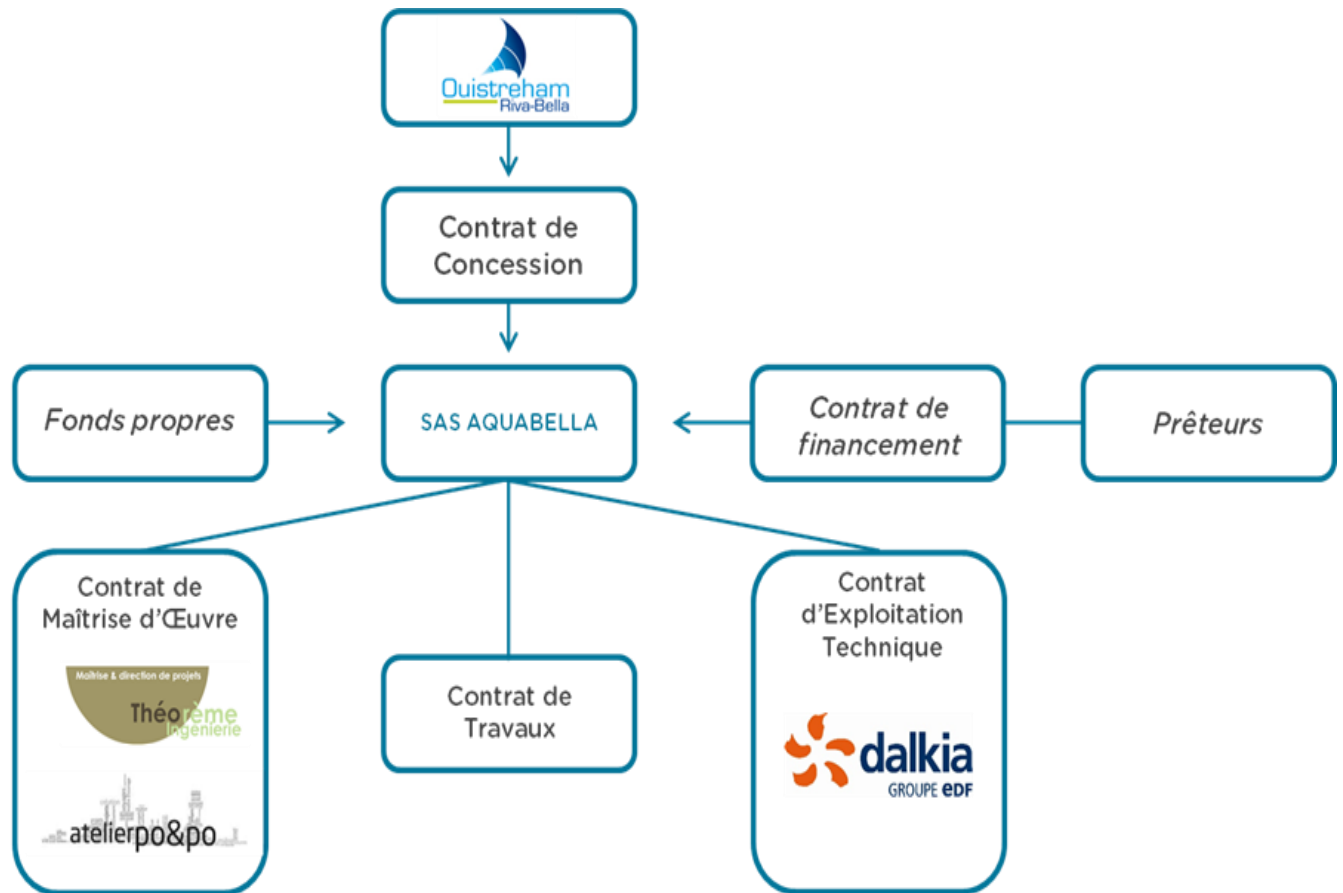 Ouistreham
Riva-Bella
Contrat de
Concession
Fonds propres
SAS AQUABELLA
Contrat de
financement
Prêteurs
Contrat de
Maîtrise d'Œuvre
Maîtrise & direction de projets
Théorème
Ingénierie
atelierpo&po
Contrat de
Travaux
Contrat
d'Exploitation
Technique
dalkia
GROUPE eDF